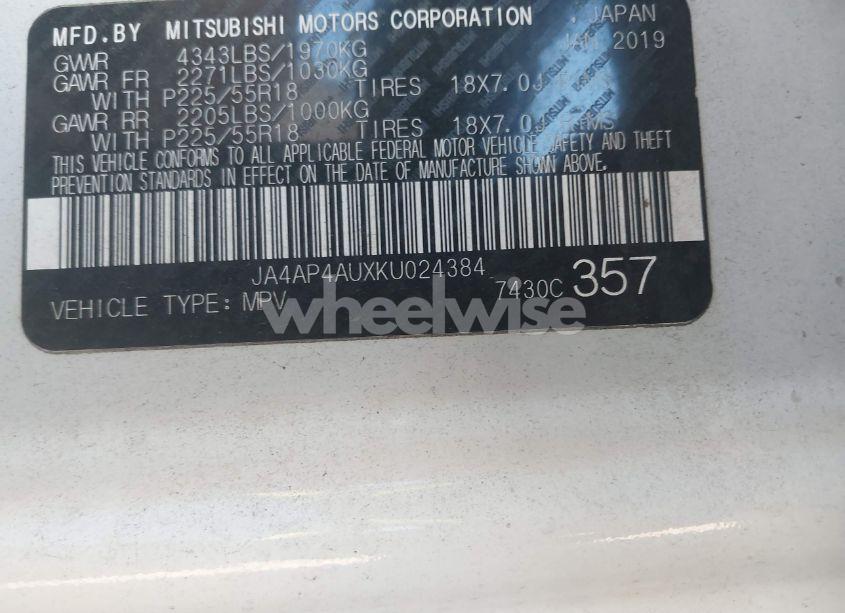 MFD.BY MITSUBISHI MOTORS CORPORATION JAPAN
GVWR 4343LBS/1970KG JAN 2019
GAWR FR 2271LBS/1030KG
WITH P225/55R18 TIRES 18X7.0J
GAWR RR 2205LBS/1000KG
WITH P225/55R18 TIRES 18X7.0
THIS VEHICLE CONFORMS TO ALL APPLICABLE FEDERAL MOTOR VEHICLE SAFETY AND THEFT
PREVENTION STANDARDS IN EFFECT ON THE DATE OF MANUFACTURE SHOWN ABOVE.
JA4AP4AUXKU024384
VEHICLE TYPE: MPV 7430C 357
wheelwise